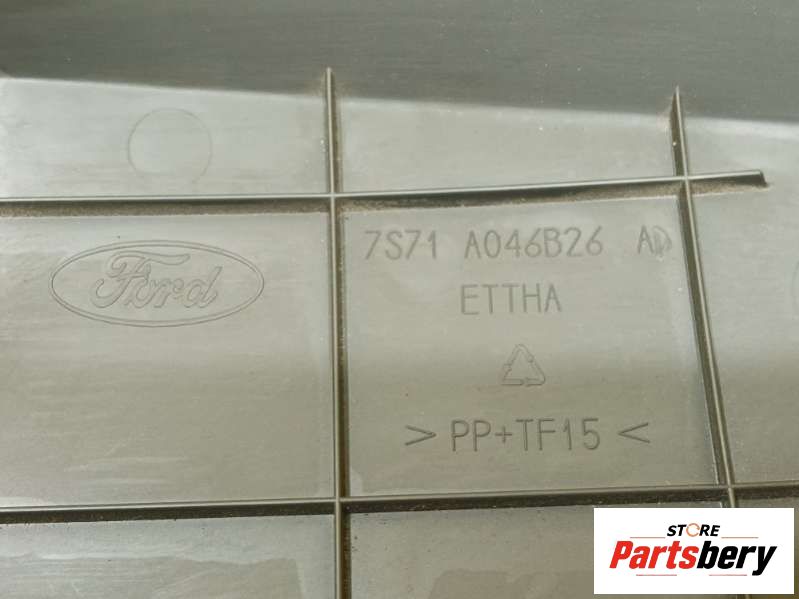 Ford
7S71 A046B26 AD
ETTHA
> PP+TF15 <
STORE
Partsbery